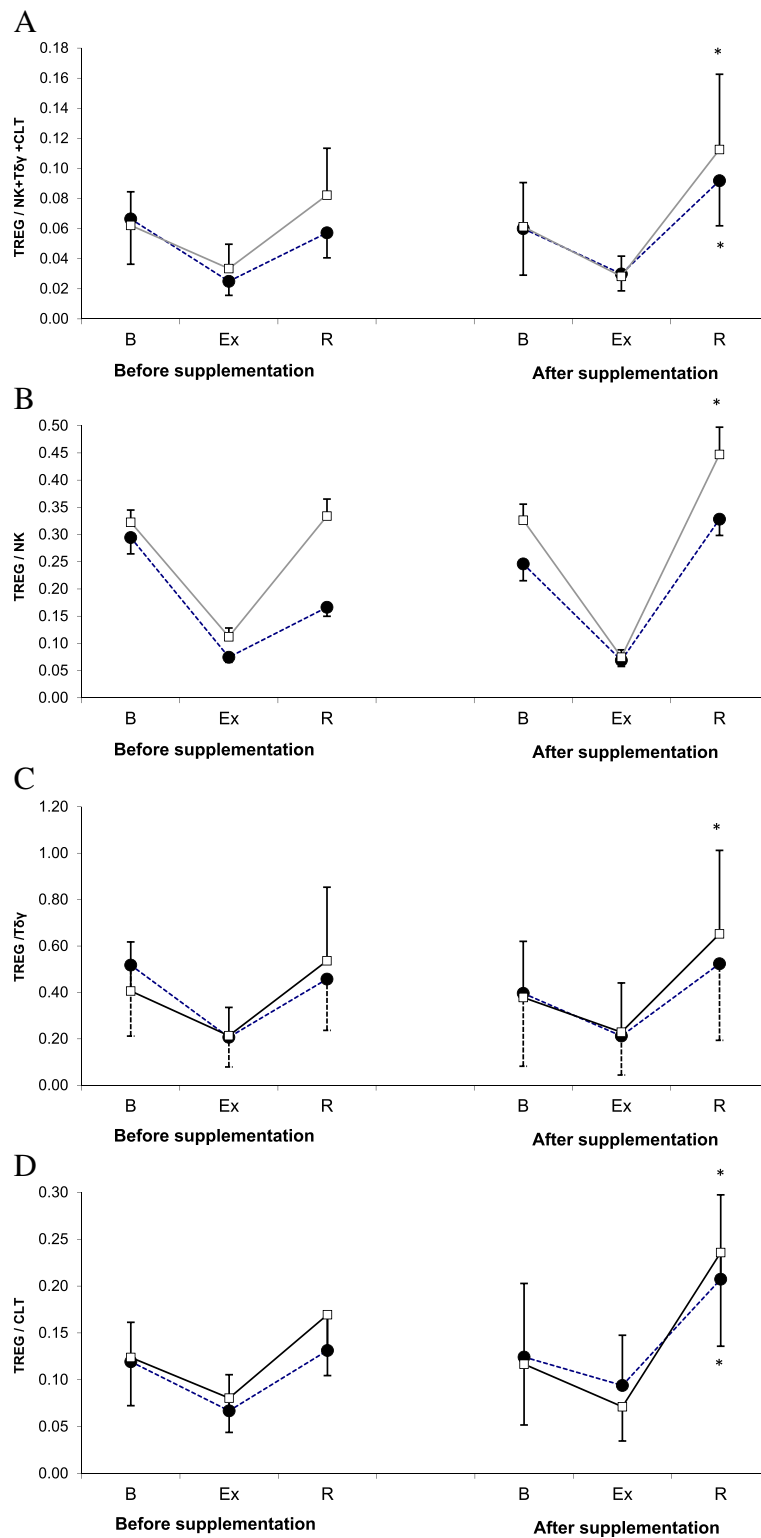 A
TREG / NK+Tδγ +CLT
0.18
*
0.16
0.14
0.12
0.10
0.08
0.06
*
0.04
0.02
0.00
B Ex R B Ex R
Before supplementation After supplementation
B
TREG / NK
*
0.50
0.45
0.40
0.35
0.30
0.25
0.20
0.15
0.10
0.05
0.00
B Ex R B Ex R
Before supplementation After supplementation
C
TREG /Tδγ
1.20
*
1.00
0.80
0.60
0.40
0.20
0.00
B Ex R B Ex R
Before supplementation After supplementation
D
TREG / CLT
*
0.30
0.25
0.20
0.15
*
0.10
0.05
0.00
B Ex R B Ex R
Before supplementation After supplementation